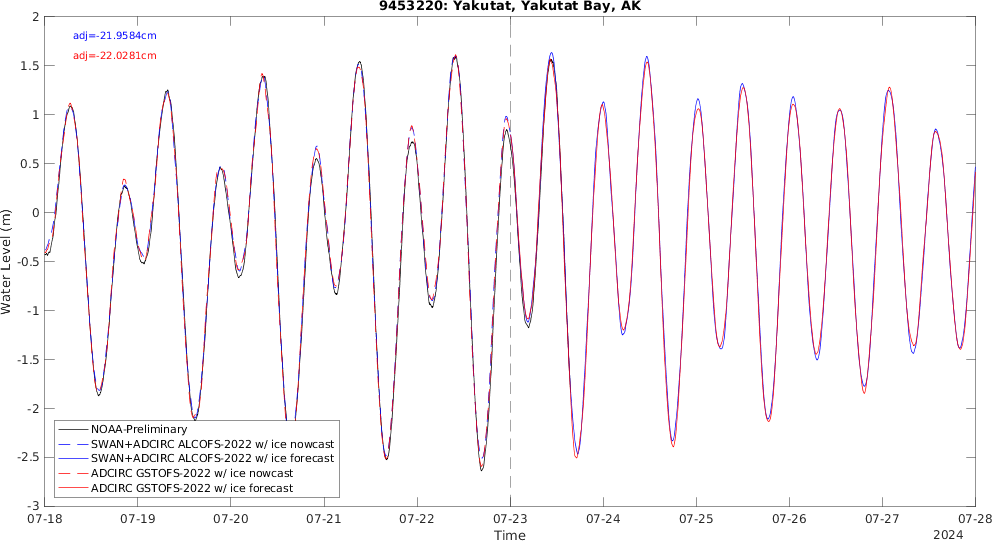 9453220: Yakutat, Yakutat Bay, AK
adj=-21.9584cm
adj=-22.0281cm
2
1.5
1
0.5
0
-0.5
-1
-1.5
-2
-2.5
-3
Water Level (m)
NOAA-Preliminary
SWAN+ADCIRC ALCOFS-2022 w/ ice nowcast
SWAN+ADCIRC ALCOFS-2022 w/ ice forecast
ADCIRC GSTOFS-2022 w/ ice nowcast
ADCIRC GSTOFS-2022 w/ ice forecast
07-18 07-19 07-20 07-21 07-22 07-23 07-24 07-25 07-26 07-27 07-28
Time
2024